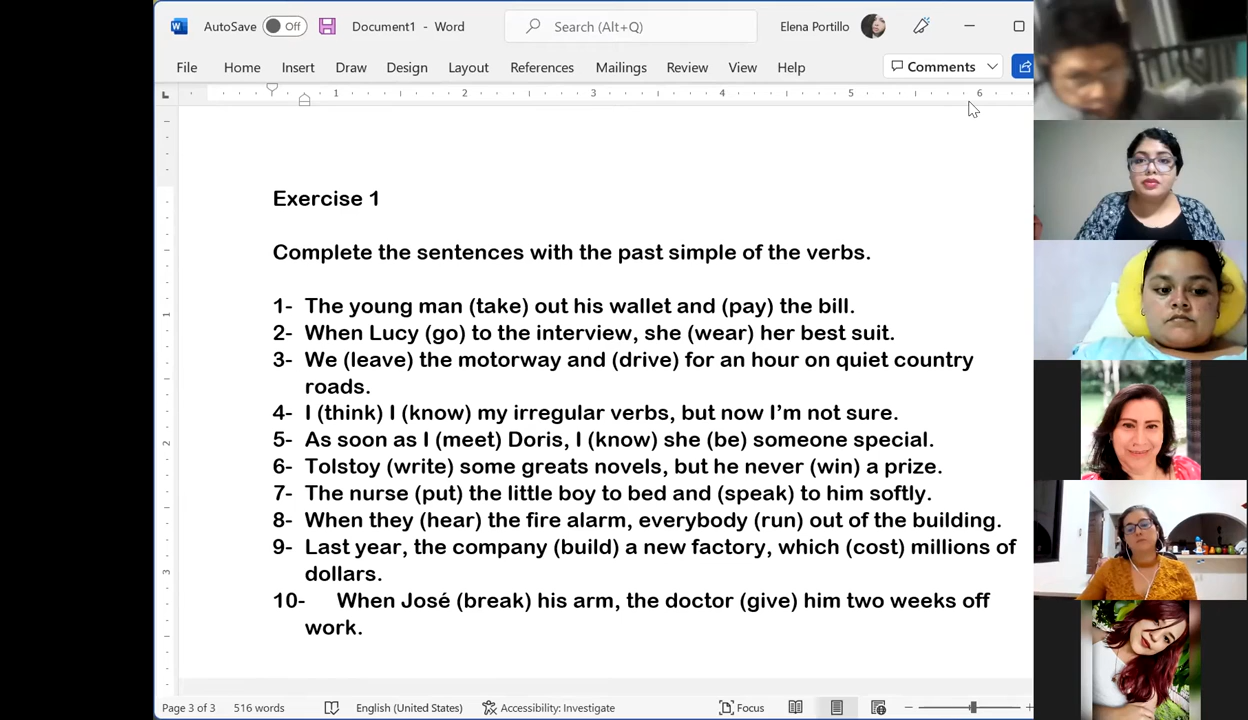 AutoSave Off Document1 - Word Search (Alt+Q) Elena Portillo
File Home Insert Draw Design Layout References Mailings Review View Help Comments
1 2 3 4 5 6
Exercise 1
Complete the sentences with the past simple of the verbs.
1- The young man (take) out his wallet and (pay) the bill.
2- When Lucy (go) to the interview, she (wear) her best suit.
3- We (leave) the motorway and (drive) for an hour on quiet country
roads.
4- I (think) I (know) my irregular verbs, but now I'm not sure.
5- As soon as I (meet) Doris, I (know) she (be) someone special.
6- Tolstoy (write) some greats novels, but he never (win) a prize.
7- The nurse (put) the little boy to bed and (speak) to him softly.
8- When they (hear) the fire alarm, everybody (run) out of the building.
9- Last year, the company (build) a new factory, which (cost) millions of
dollars.
10- When José (break) his arm, the doctor (give) him two weeks off
work.
Page 3 of 3 516 words English (United States) Accessibility: Investigate Focus